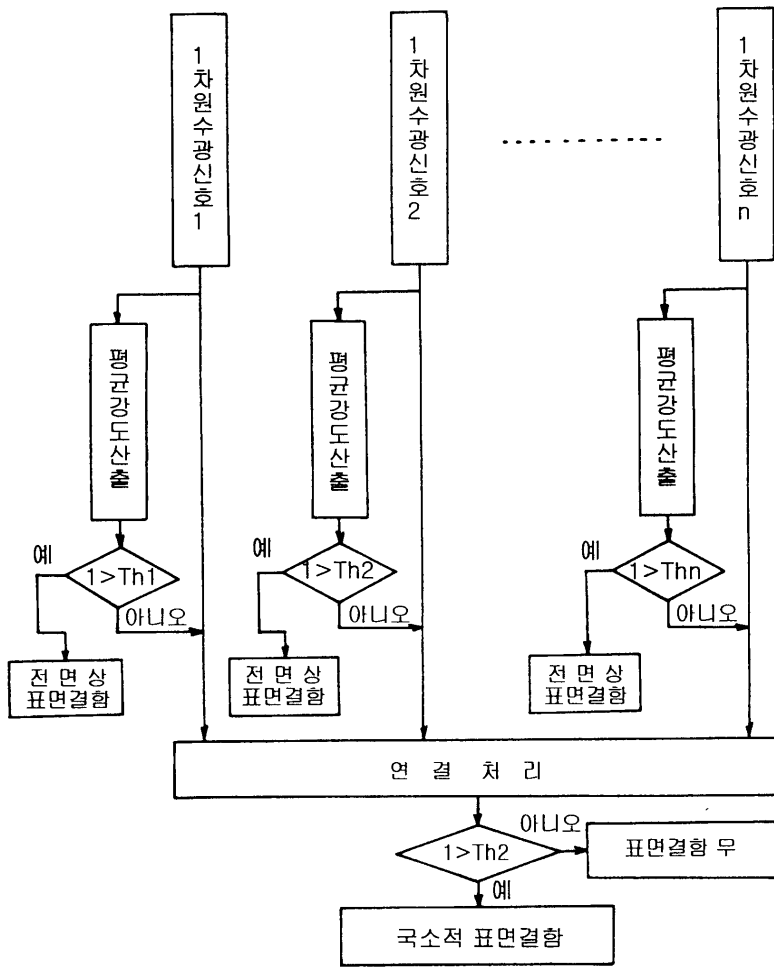 1차원수광신호1
1차원수광신호2
1차원수광신호n
평균강도산출
평균강도산출
평균강도산출
예
1>Th1
아니오
예
1>Th2
아니오
예
1>Thn
아니오
전 면 상
표면결함
전 면 상
표면결함
전 면 상
표면결함
연 결 처 리
1>Th2
아니오
표면결함 무
예
국소적 표면결함